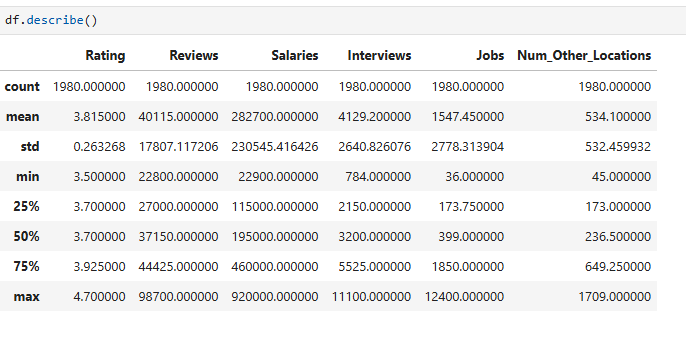 df.describe()
Rating Reviews Salaries Interviews Jobs Num_Other_Locations
count 1980.000000 1980.000000 1980.000000 1980.000000 1980.000000 1980.000000
mean 3.815000 40115.000000 282700.000000 4129.200000 1547.450000 534.100000
std 0.263268 17807.117206 230545.416426 2640.826076 2778.313904 532.459932
min 3.500000 22800.000000 22900.000000 784.000000 36.000000 45.000000
25% 3.700000 27000.000000 115000.000000 2150.000000 173.750000 173.000000
50% 3.700000 37150.000000 195000.000000 3200.000000 399.000000 236.500000
75% 3.925000 44425.000000 460000.000000 5525.000000 1850.000000 649.250000
max 4.700000 98700.000000 920000.000000 11100.000000 12400.000000 1709.000000